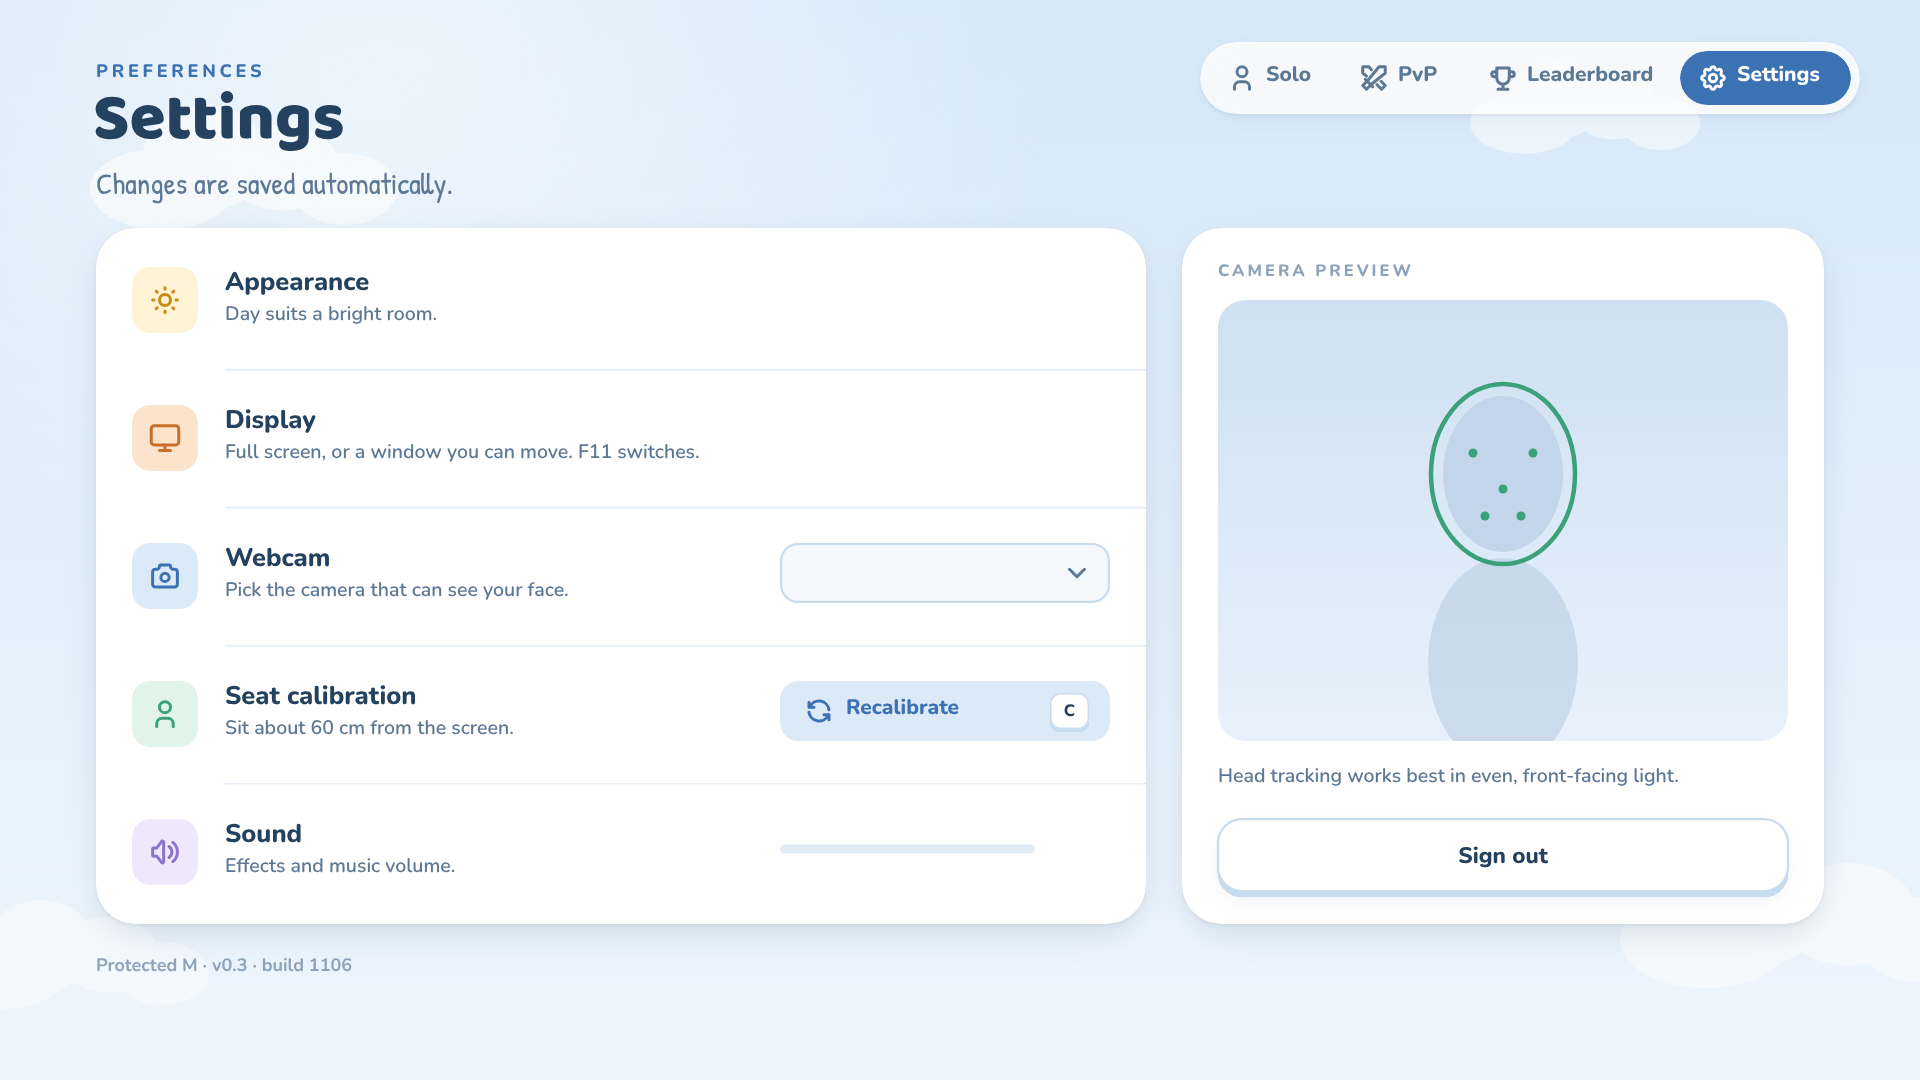 PREFERENCES
Settings
Changes are saved automatically.
Solo
PvP
Leaderboard
Settings
Appearance
Day suits a bright room.
Display
Full screen, or a window you can move. F11 switches.
Webcam
Pick the camera that can see your face.
Seat calibration
Sit about 60 cm from the screen.
Recalibrate
C
Sound
Effects and music volume.
CAMERA PREVIEW
Head tracking works best in even, front-facing light.
Sign out
Protected M · v0.3 · build 1106